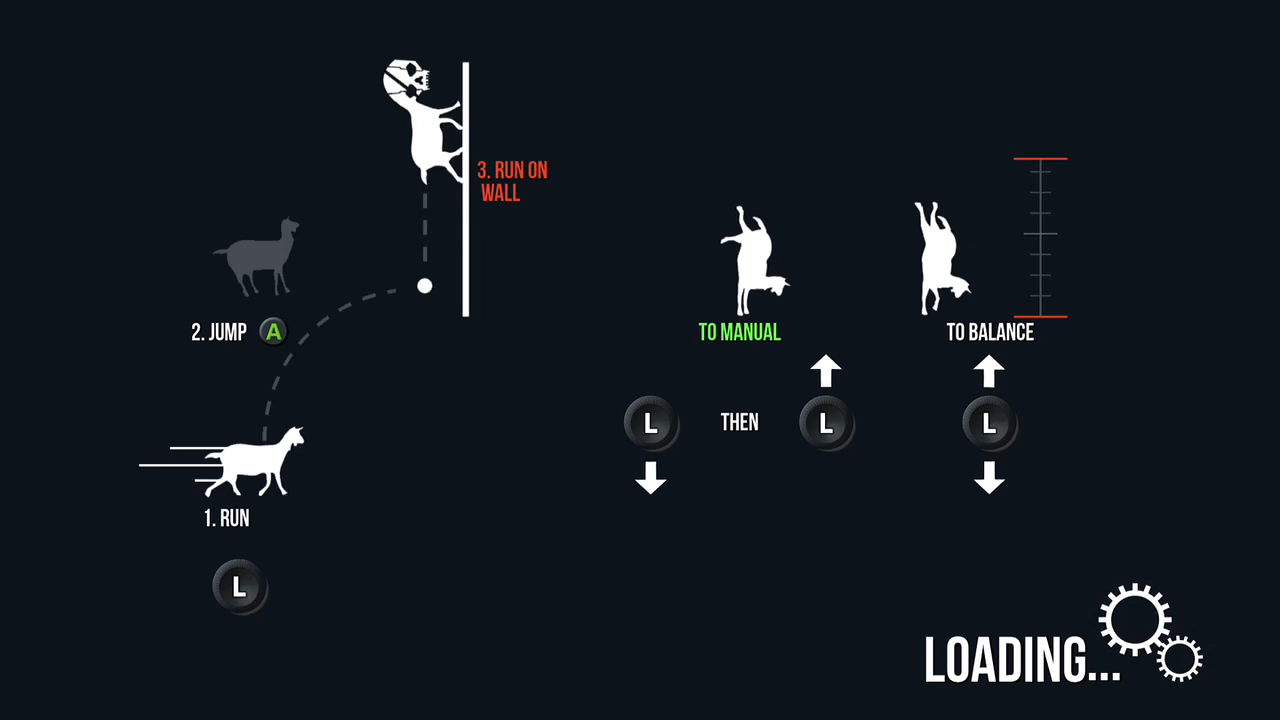 3. RUN ON
WALL
2. JUMP A
1. RUN
L
TO MANUAL
TO BALANCE
L THEN L
L
LOADING...